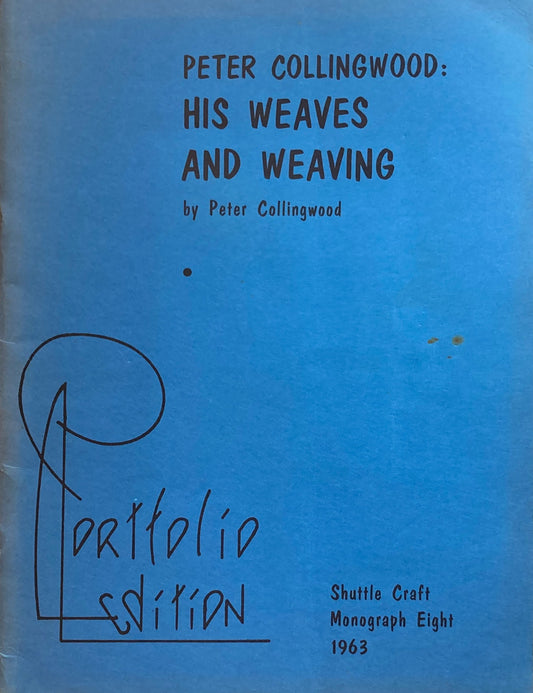 PETER COLLINGWOOD:
HIS WEAVES
AND WEAVING
by Peter Collingwood
Portfolio
Edition
Shuttle Craft
Monograph Eight
1963